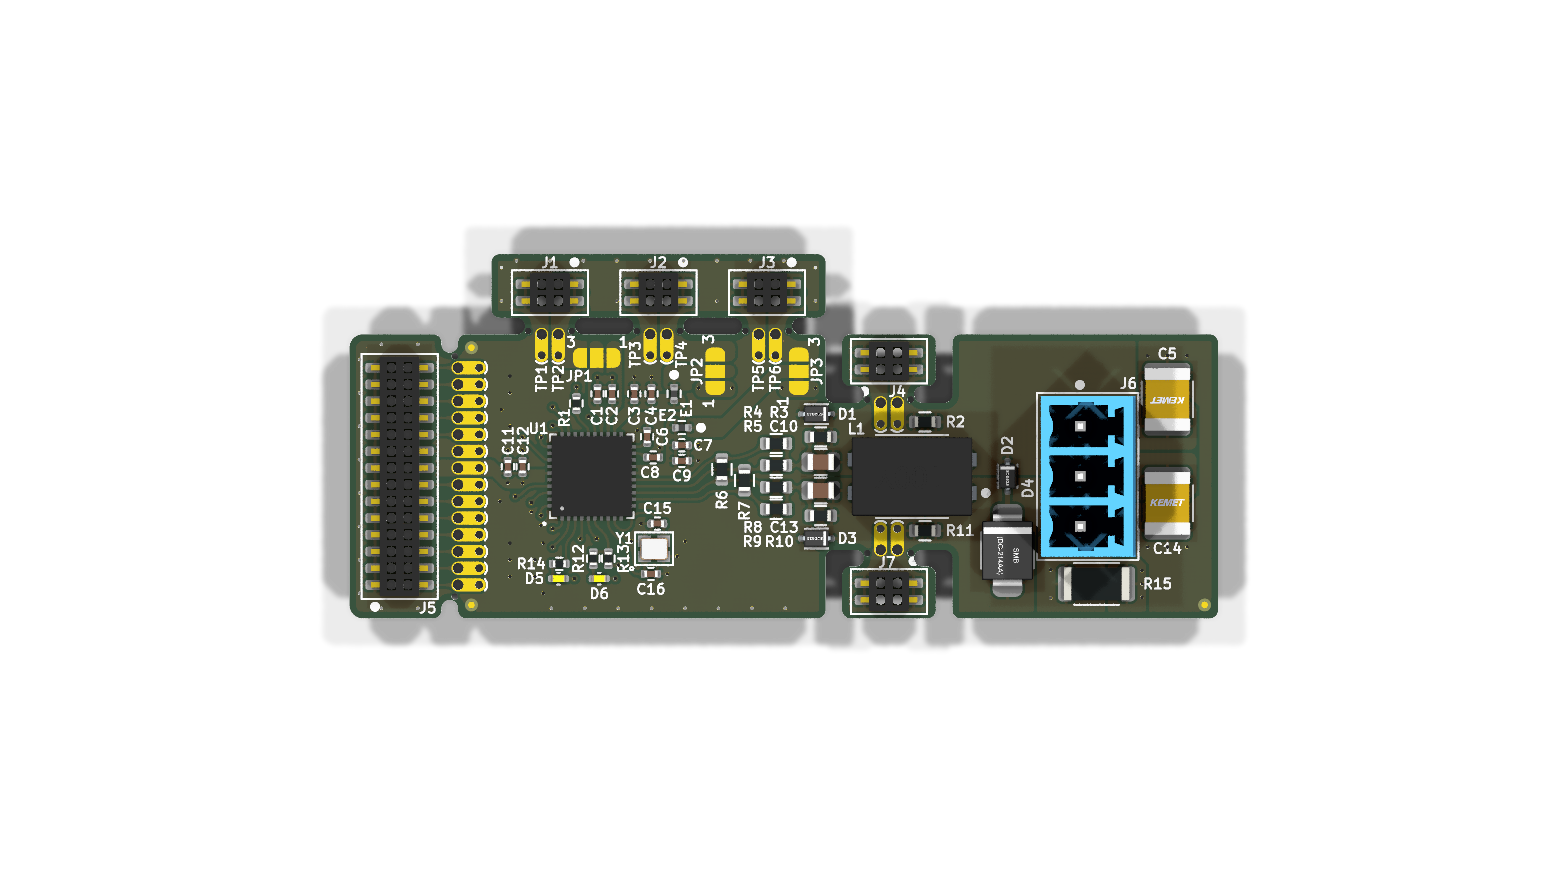 J1 J2 J3
3 1 3 3
TP1 TP2 JP1 TP3 TP4 JP2 TP5 TP6 JP3
1 1
C5
J6
KEMET
J4
R1 C1 C2 C3 C4 E2 E1
R4 R3 D1
R5 C10 L1 R2
U1 C6 C7
C11 C12
C8 C9
D2
D4
R6 R7
KEMET
C15
R8 C13 R11
R9 R10 D3
Y1
C14
SMB
(DO-214AA)
R14 R12 R13 J7
D5
D6 C16 R15
J5